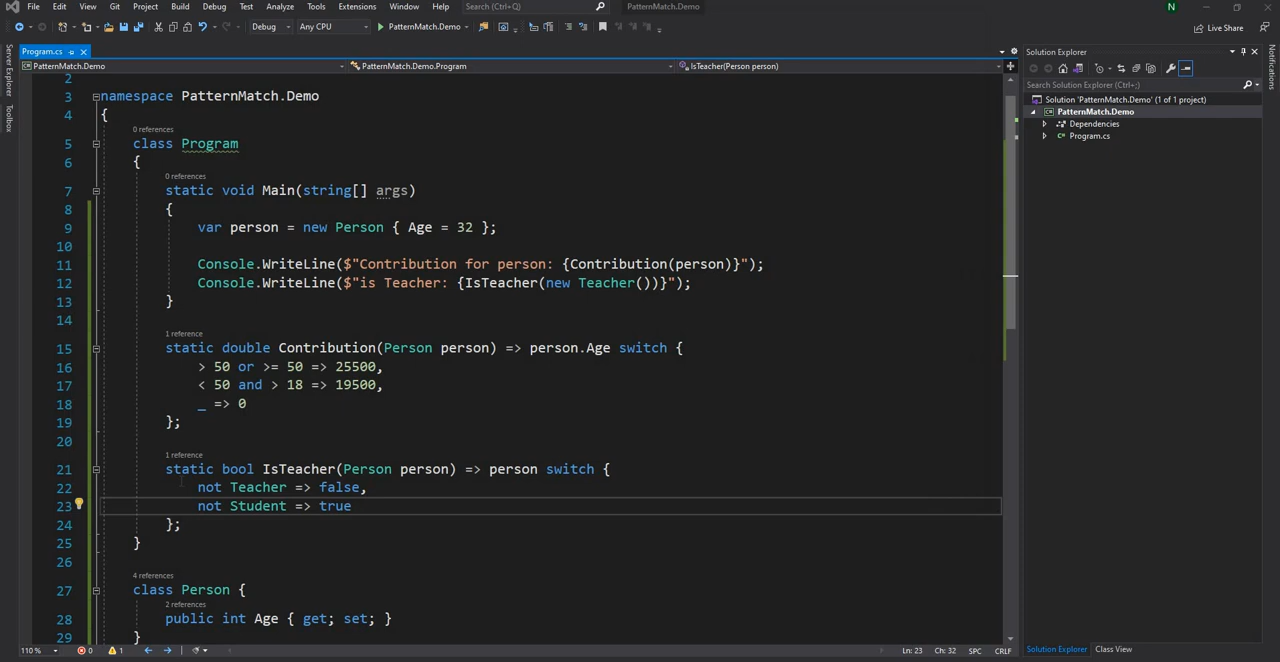 File Edit View Git Project Build Debug Test Analyze Tools Extensions Window Help Search (Ctrl+Q) PatternMatch.Demo N
Debug Any CPU PatternMatch.Demo Live Share
Server Explorer
Toolbox
Notifications
Program.cs
PatternMatch.Demo PatternMatch.Demo.Program IsTeacher(Person person)
2
3 namespace PatternMatch.Demo
4 {
0 references
5 class Program
6 {
0 references
7 static void Main(string[] args)
8 {
9 var person = new Person { Age = 32 };
10
11 Console.WriteLine($"Contribution for person: {Contribution(person)}");
12 Console.WriteLine($"is Teacher: {IsTeacher(new Teacher())}");
13 }
14
1 reference
15 static double Contribution(Person person) => person.Age switch {
16 > 50 or >= 50 => 25500,
17 < 50 and > 18 => 19500,
18 _ => 0
19 };
20
1 reference
21 static bool IsTeacher(Person person) => person switch {
22 not Teacher => false,
23 not Student => true
24 };
25 }
26
4 references
27 class Person {
2 references
28 public int Age { get; set; }
29 }
110 % 0 1 Ln: 23 Ch: 32 SPC CRLF
Solution Explorer
Search Solution Explorer (Ctrl+;)
Solution 'PatternMatch.Demo' (1 of 1 project)
PatternMatch.Demo
Dependencies
C# Program.cs
Solution Explorer Class View